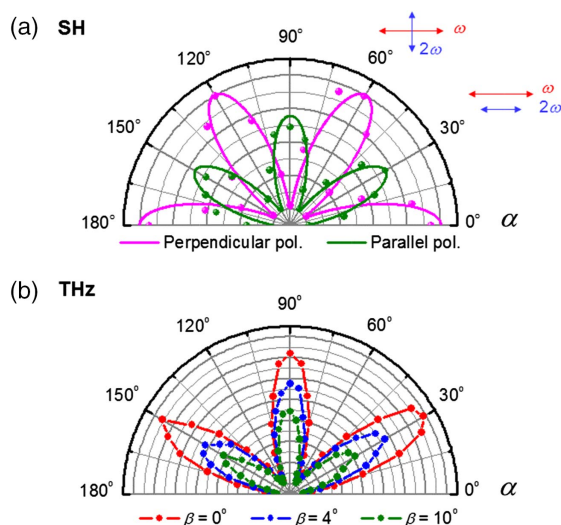 (a) SH
ω
2ω
ω
2ω
90°
120° 60°
150° 30°
180° 0° α
Perpendicular pol. Parallel pol.
(b) THz
90°
120° 60°
150° 30°
180° 0° α
β = 0° β = 4° β = 10°